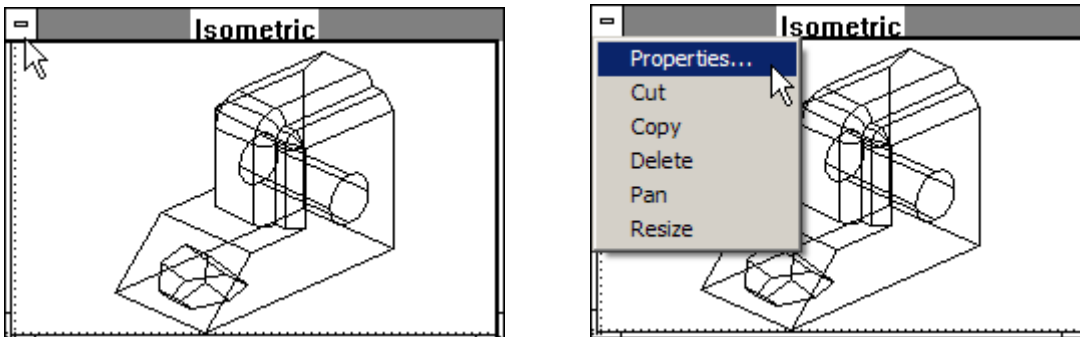 Isometric
Isometric
Properties...
Cut
Copy
Delete
Pan
Resize